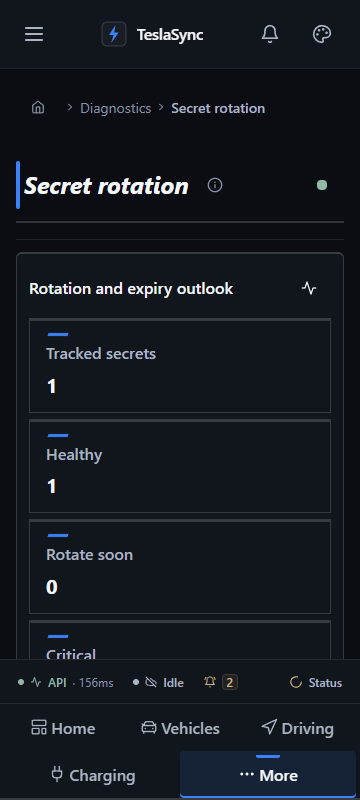 TeslaSync
Diagnostics Secret rotation
Secret rotation
Rotation and expiry outlook
Tracked secrets
1
Healthy
1
Rotate soon
0
Critical
API · 156ms Idle 2 Status
Home Vehicles Driving
Charging More